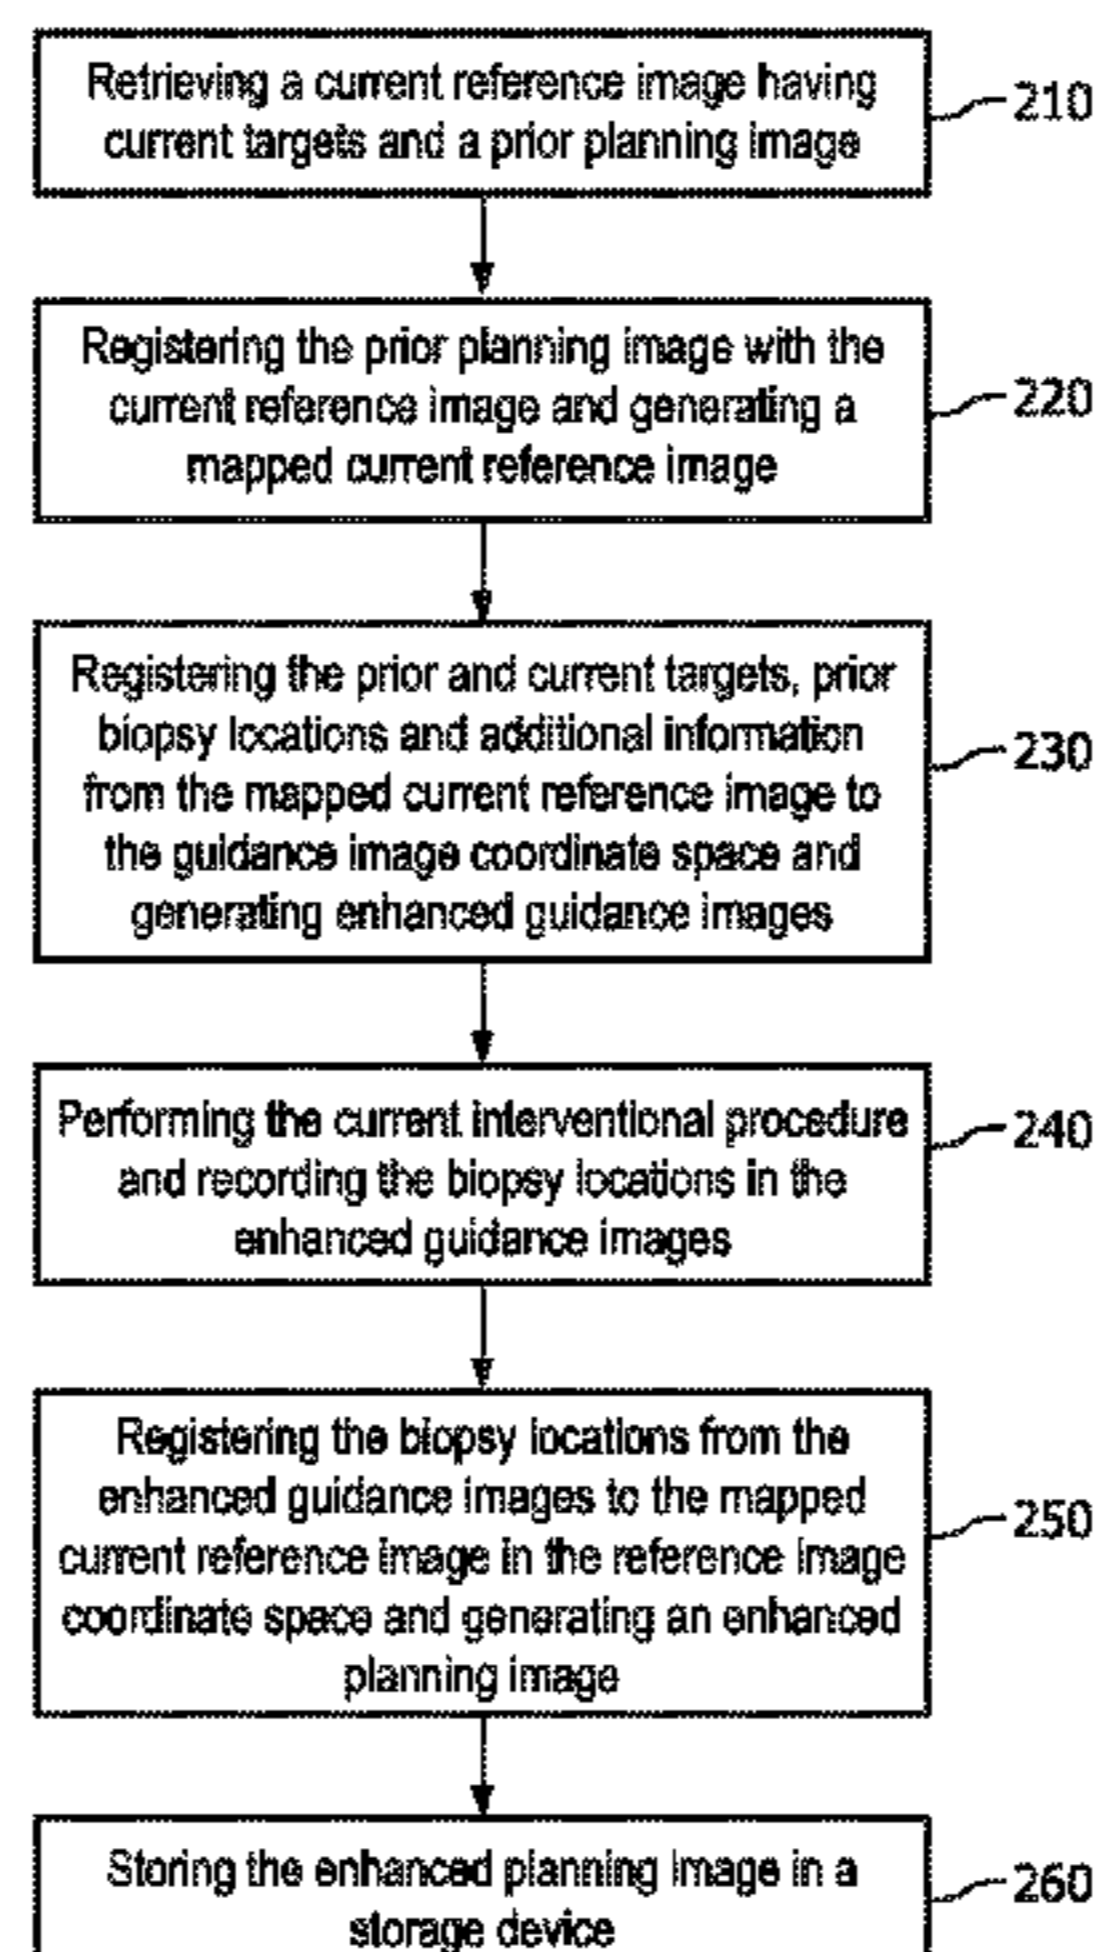 Retrieving a current reference image having
current targets and a prior planning image
210
Registering the prior planning image with the
current reference image and generating a
mapped current reference image
220
Registering the prior and current targets, prior
biopsy locations and additional information
from the mapped current reference image to
the guidance image coordinate space and
generating enhanced guidance images
230
Performing the current interventional procedure
and recording the biopsy locations in the
enhanced guidance images
240
Registering the biopsy locations from the
enhanced guidance images to the mapped
current reference image in the reference image
coordinate space and generating an enhanced
planning image
250
Storing the enhanced planning image in a
storage device
260